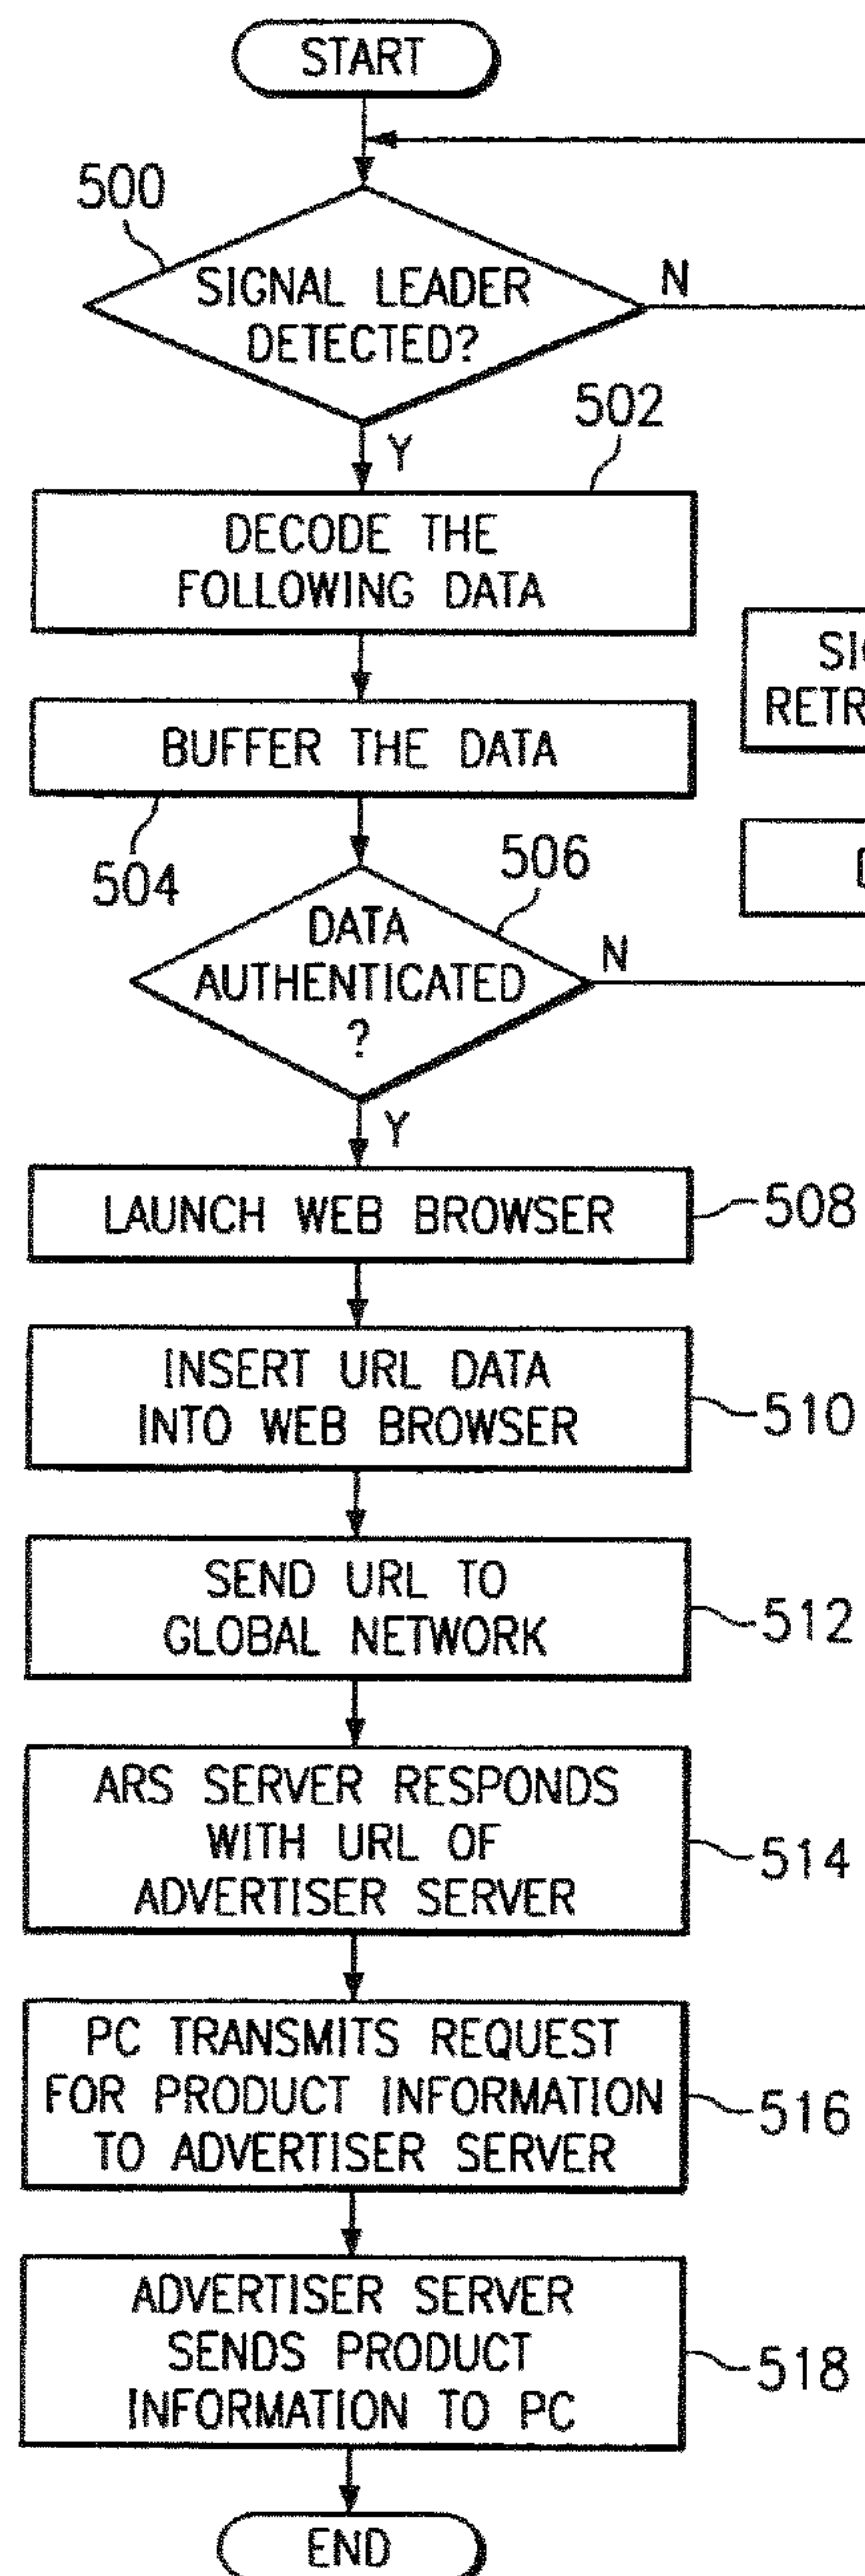 START
500
SIGNAL LEADER
DETECTED?
N
Y
502
DECODE THE
FOLLOWING DATA
BUFFER THE DATA
504
506
DATA
AUTHENTICATED
?
N
Y
LAUNCH WEB BROWSER
508
INSERT URL DATA
INTO WEB BROWSER
510
SEND URL TO
GLOBAL NETWORK
512
ARS SERVER RESPONDS
WITH URL OF
ADVERTISER SERVER
514
PC TRANSMITS REQUEST
FOR PRODUCT INFORMATION
TO ADVERTISER SERVER
516
ADVERTISER SERVER
SENDS PRODUCT
INFORMATION TO PC
518
END